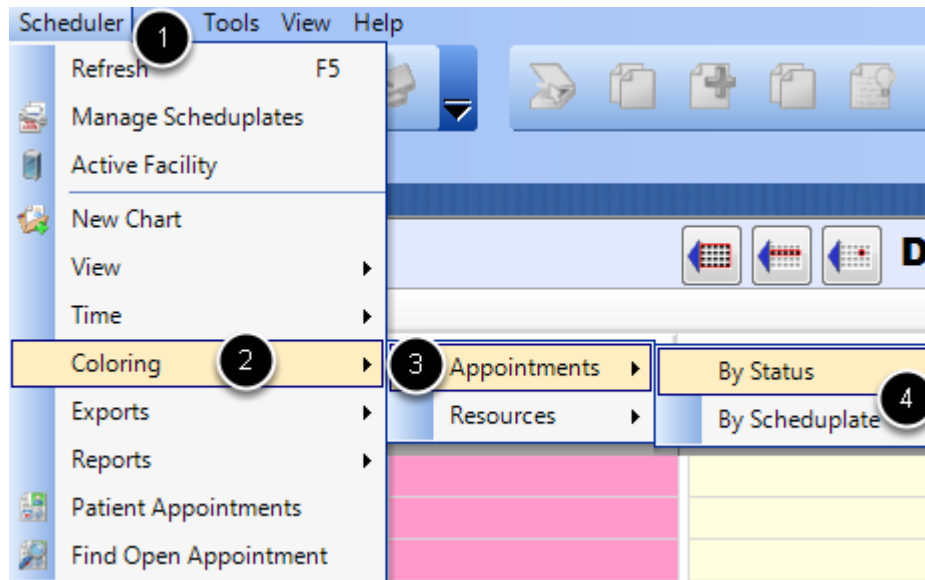 Scheduler Tools View Help
1
Refresh F5
Manage Scheduplates
Active Facility
New Chart
View
Time
Coloring 2
3 Appointments
By Status
4
Resources
By Scheduplate
Exports
Reports
Patient Appointments
Find Open Appointment
D